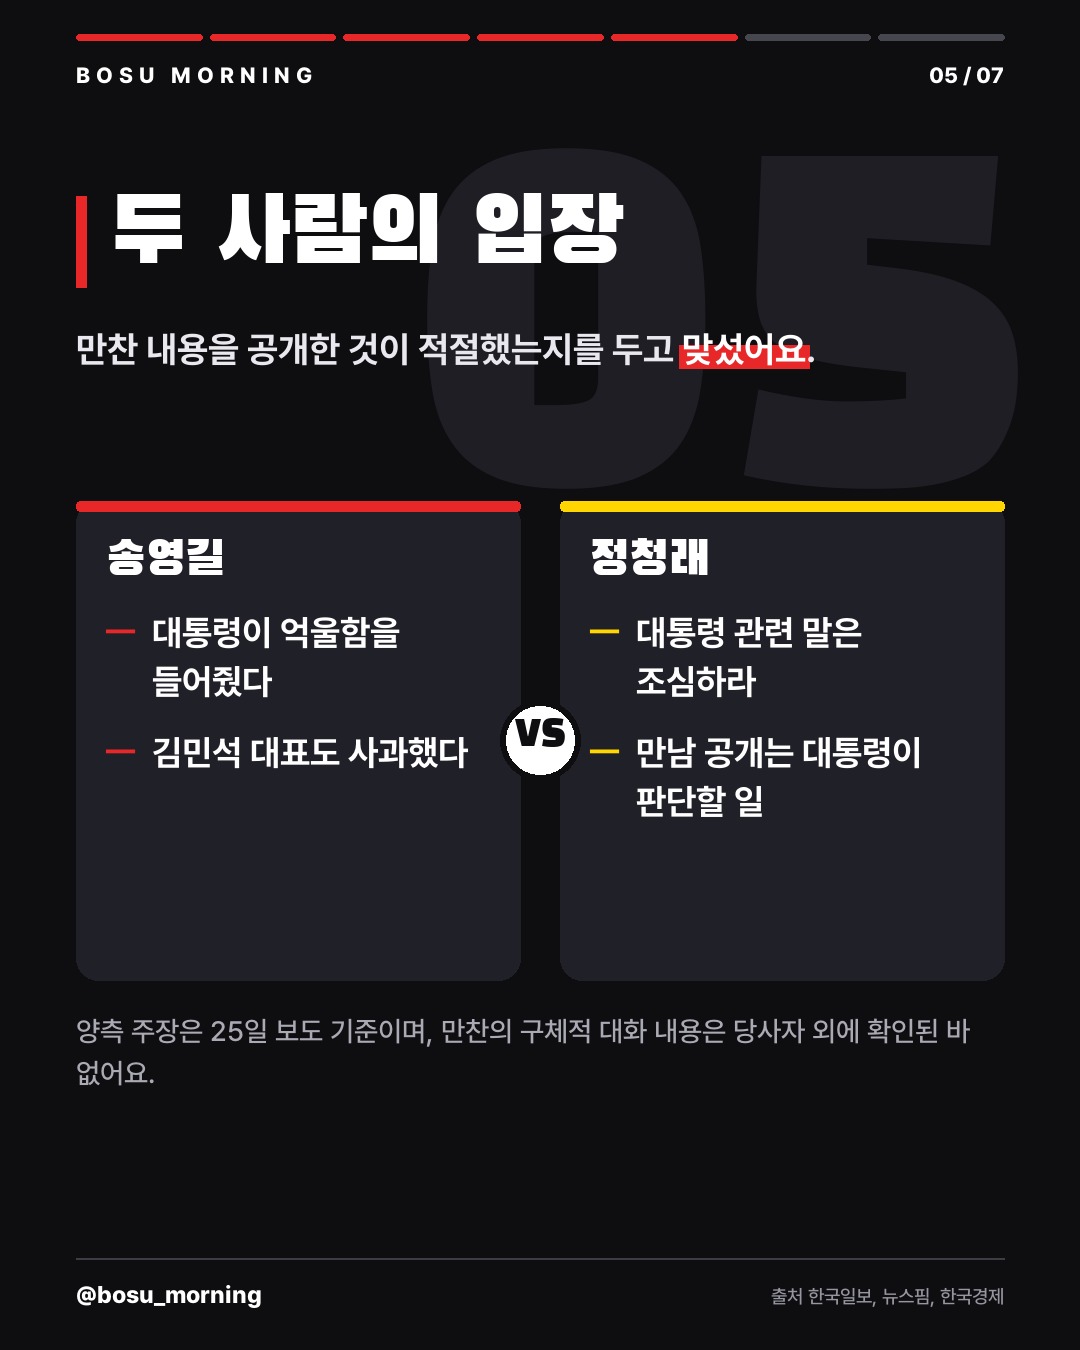 BOSU MORNING
05 / 07
05
두 사람의 입장
만찬 내용을 공개한 것이 적절했는지를 두고 맞섰어요.
송영길
대통령이 억울함을
들어줬다
김민석 대표도 사과했다
VS
정청래
대통령 관련 말은
조심하라
만남 공개는 대통령이
판단할 일
양측 주장은 25일 보도 기준이며, 만찬의 구체적 대화 내용은 당사자 외에 확인된 바
없어요.
@bosu_morning
출처 한국일보, 뉴스핌, 한국경제